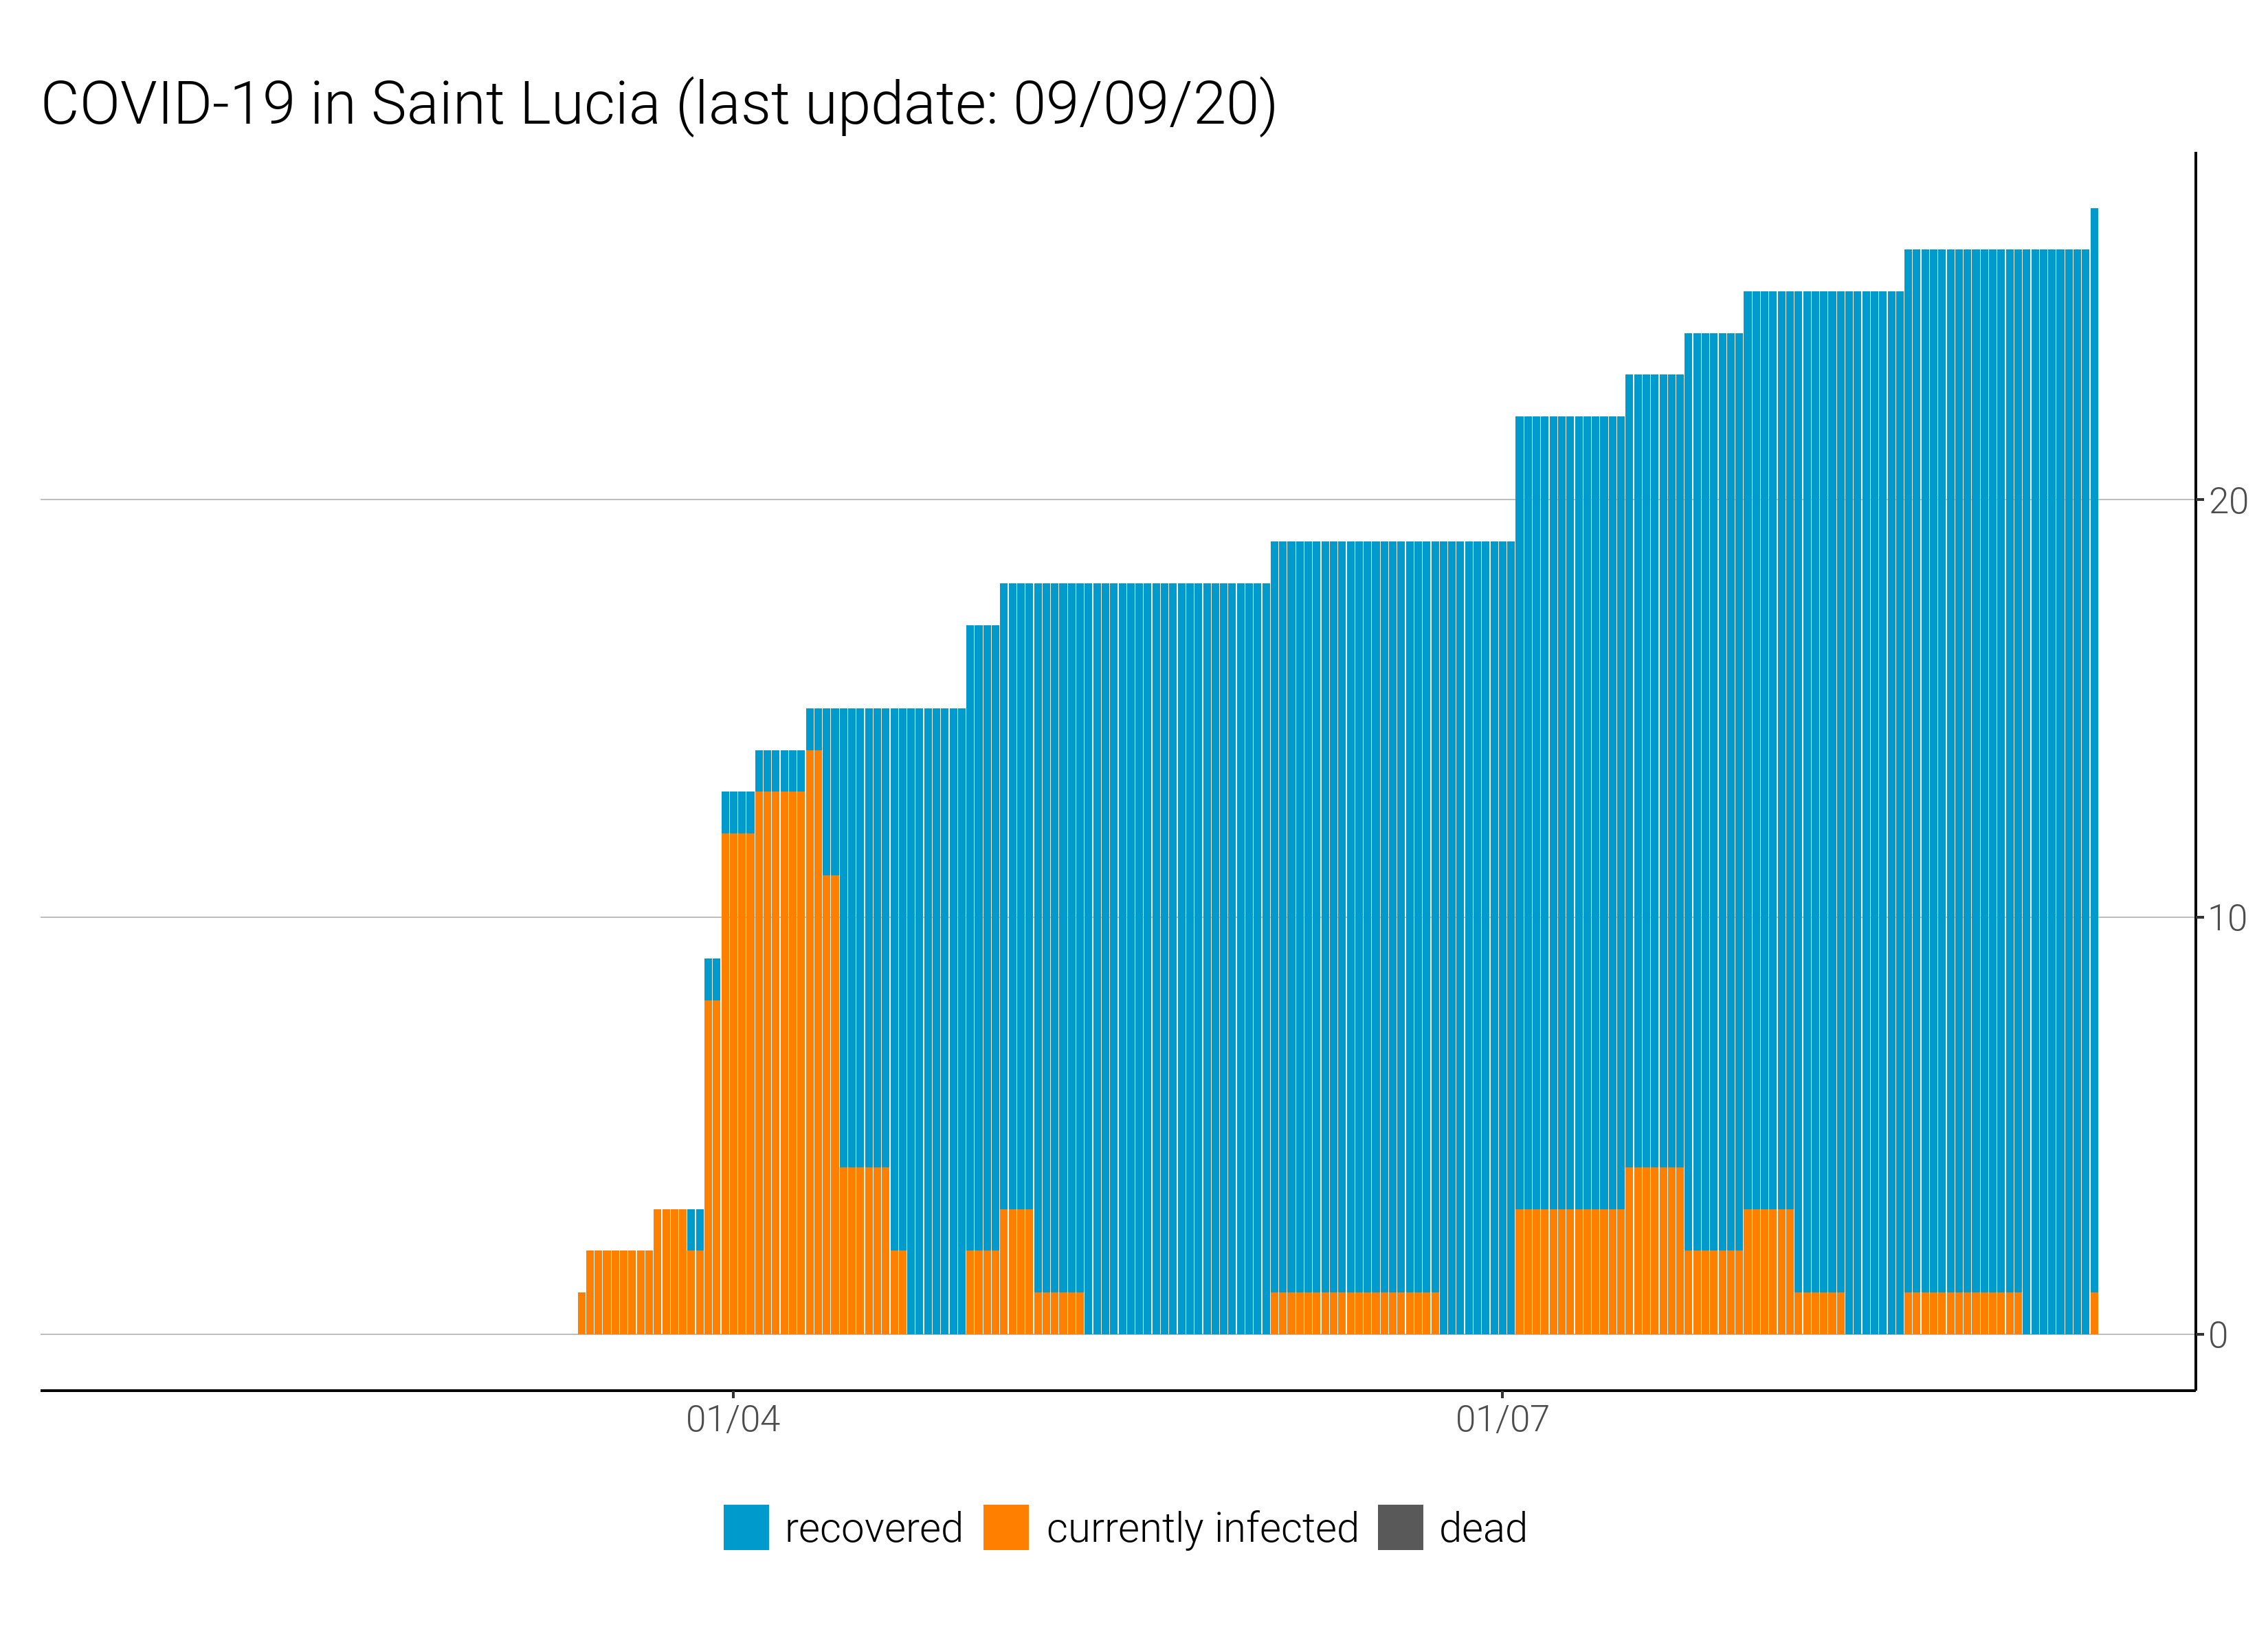 COVID-19 in Saint Lucia (last update: 09/09/20)
20
10
0
01/04 01/07
recovered currently infected dead